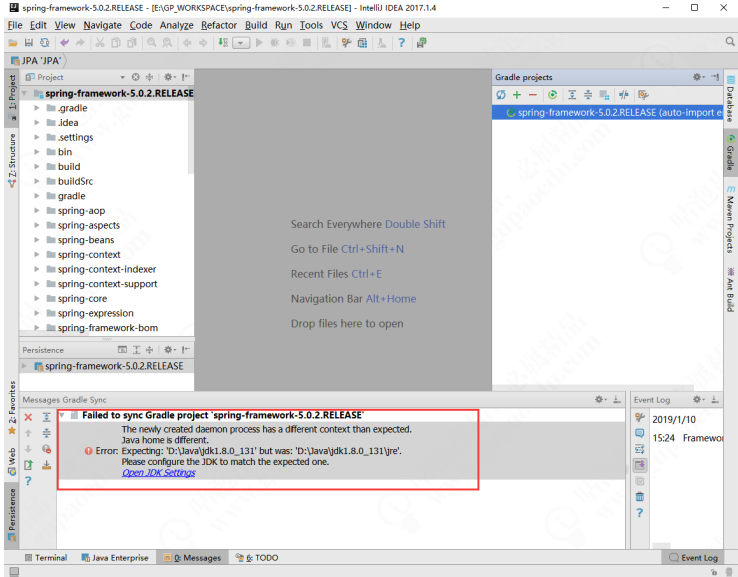 spring-framework-5.0.2.RELEASE - [E:\GP_WORKSPACE\spring-framework-5.0.2.RELEASE] - IntelliJ IDEA 2017.1.4
File Edit View Navigate Code Analyze Refactor Build Run Tools VCS Window Help
JPA 'JPA'
1: Project
Z: Structure
2: Favorites
Web
Persistence
Project
spring-framework-5.0.2.RELEASE
.gradle
.idea
.settings
bin
build
buildSrc
gradle
spring-aop
spring-aspects
spring-beans
spring-context
spring-context-indexer
spring-context-support
spring-core
spring-expression
spring-framework-bom
Persistence
spring-framework-5.0.2.RELEASE
Search Everywhere Double Shift
Go to File Ctrl+Shift+N
Recent Files Ctrl+E
Navigation Bar Alt+Home
Drop files here to open
Gradle projects
spring-framework-5.0.2.RELEASE (auto-import e
Database
Gradle
Maven Projects
Ant Build
Messages Gradle Sync
Failed to sync Gradle project 'spring-framework-5.0.2.RELEASE'
The newly created daemon process has a different context than expected.
Java home is different.
Error: Expecting: 'D:\Java\jdk1.8.0_131' but was: 'D:\Java\jdk1.8.0_131\jre'.
Please configure the JDK to match the expected one.
Open JDK Settings
Event Log
2019/1/10
15:24 Framewor
Terminal Java Enterprise 0: Messages 6: TODO Event Log